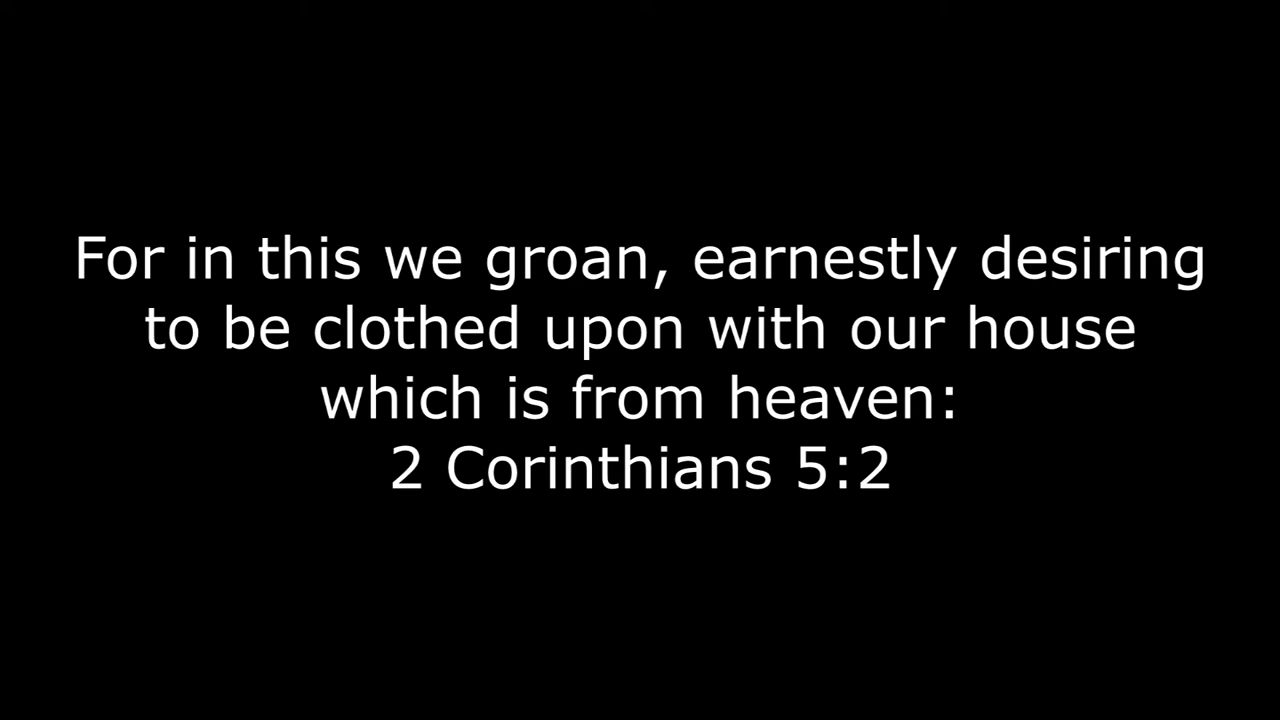 For in this we groan, earnestly desiring
to be clothed upon with our house
which is from heaven:
2 Corinthians 5:2